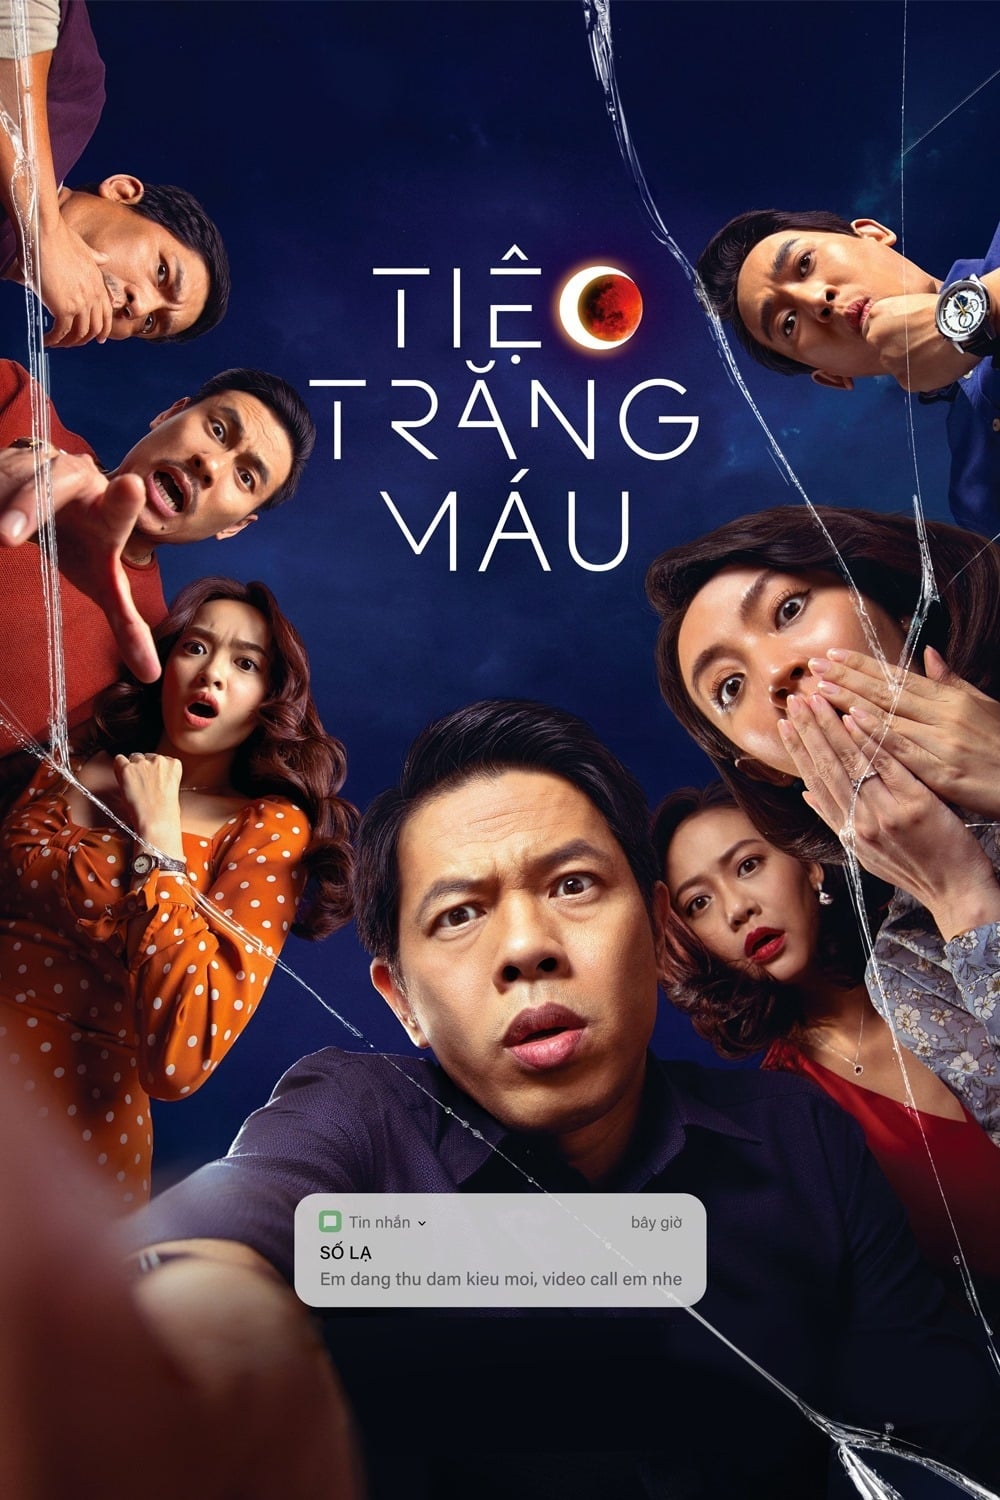 TIỆC
TRĂNG
MÁU
Tin nhắn
bây giờ
SỐ LẠ
Em dang thu dam kieu moi, video call em nhe